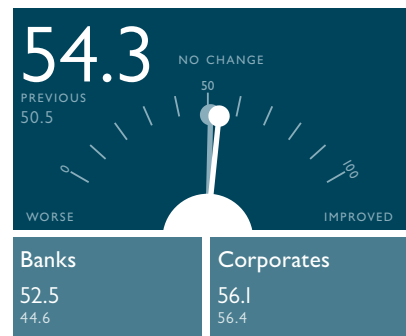 54.3
NO CHANGE
PREVIOUS
50.5
50
0
100
WORSE
IMPROVED
Banks
52.5
44.6
Corporates
56.1
56.4